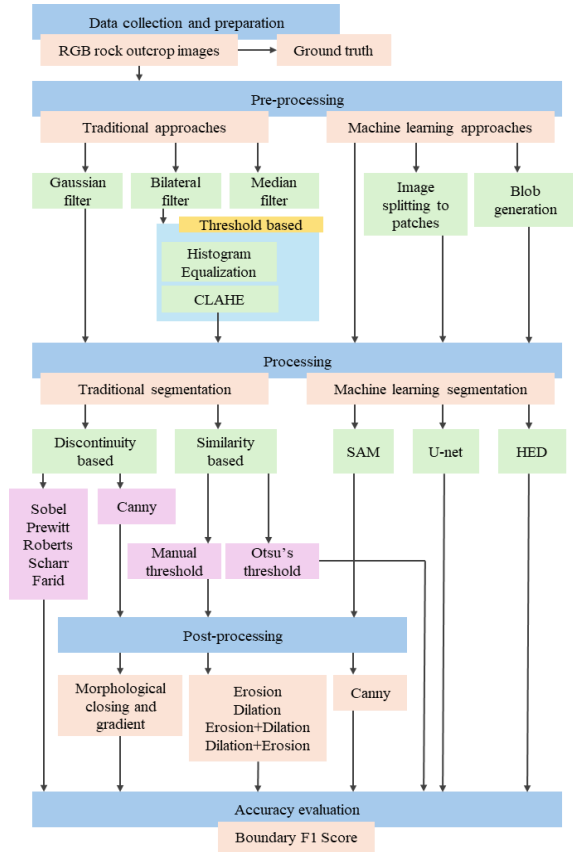 Data collection and preparation
RGB rock outcrop images
Ground truth
Pre-processing
Traditional approaches
Machine learning approaches
Gaussian
filter
Bilateral
filter
Median
filter
Image
splitting to
patches
Blob
generation
Threshold based
Histogram
Equalization
CLAHE
Processing
Traditional segmentation
Machine learning segmentation
Discontinuity
based
Similarity
based
SAM
U-net
HED
Sobel
Prewitt
Roberts
Scharr
Farid
Canny
Manual
threshold
Otsu's
threshold
Post-processing
Morphological
closing and
gradient
Erosion
Dilation
Erosion+Dilation
Dilation+Erosion
Canny
Accuracy evaluation
Boundary F1 Score